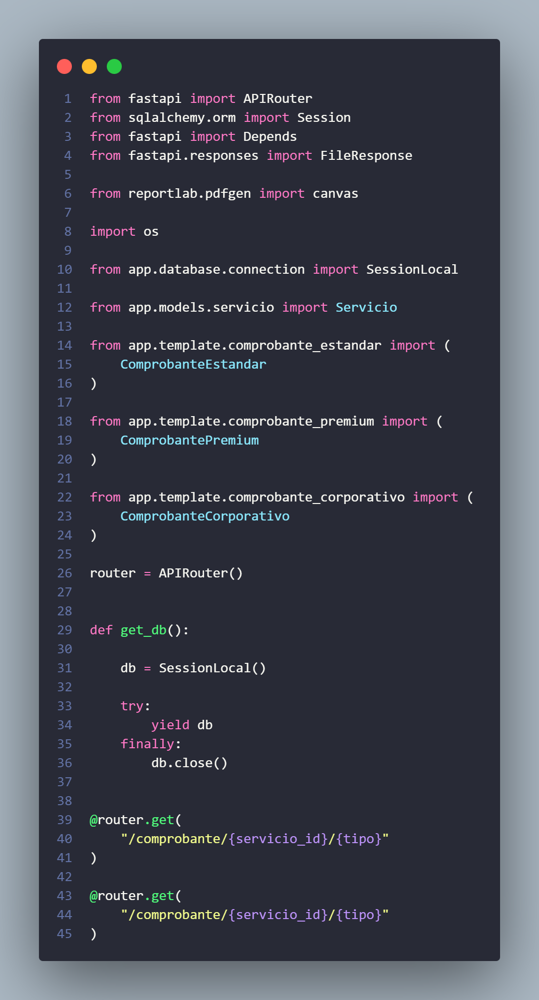 1 from fastapi import APIRouter
2 from sqlalchemy.orm import Session
3 from fastapi import Depends
4 from fastapi.responses import FileResponse
5
6 from reportlab.pdfgen import canvas
7
8 import os
9
10 from app.database.connection import SessionLocal
11
12 from app.models.servicio import Servicio
13
14 from app.template.comprobante_estandar import (
15     ComprobanteEstandar
16 )
17
18 from app.template.comprobante_premium import (
19     ComprobantePremium
20 )
21
22 from app.template.comprobante_corporativo import (
23     ComprobanteCorporativo
24 )
25
26 router = APIRouter()
27
28
29 def get_db():
30
31     db = SessionLocal()
32
33     try:
34         yield db
35     finally:
36         db.close()
37
38
39 @router.get(
40     "/comprobante/{servicio_id}/{tipo}"
41 )
42
43 @router.get(
44     "/comprobante/{servicio_id}/{tipo}"
45 )